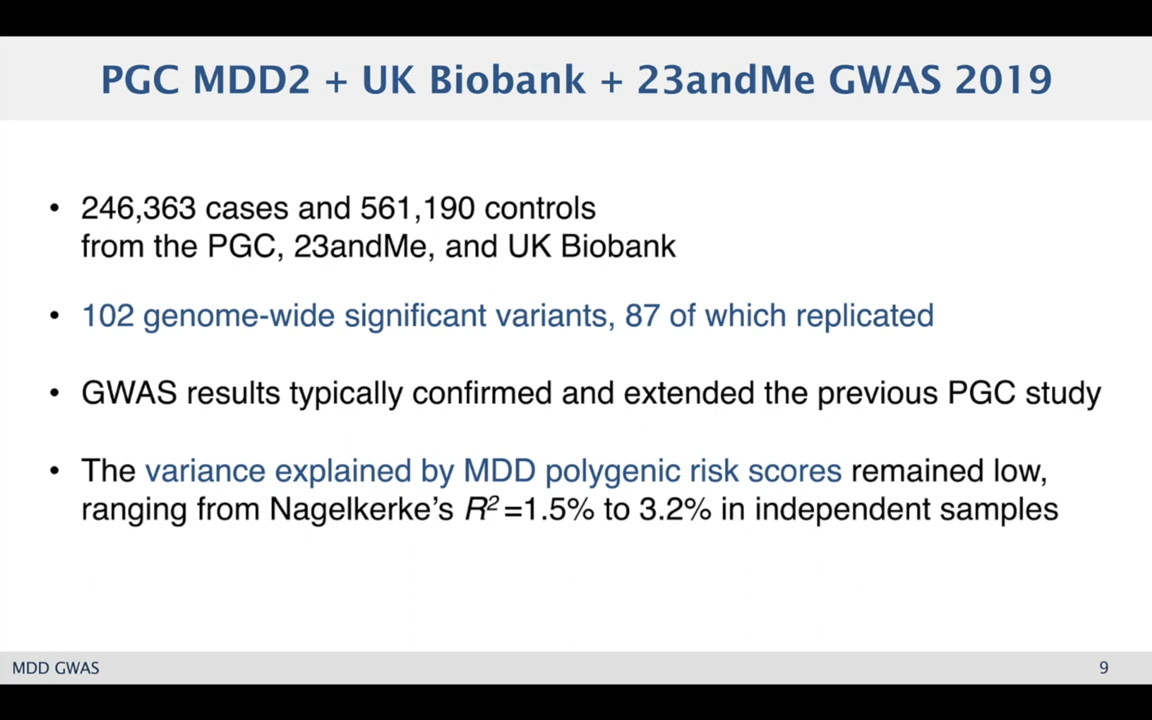 PGC MDD2 + UK Biobank + 23andMe GWAS 2019
• 246,363 cases and 561,190 controls
from the PGC, 23andMe, and UK Biobank
• 102 genome-wide significant variants, 87 of which replicated
• GWAS results typically confirmed and extended the previous PGC study
• The variance explained by MDD polygenic risk scores remained low,
ranging from Nagelkerke’s R² =1.5% to 3.2% in independent samples
MDD GWAS
9